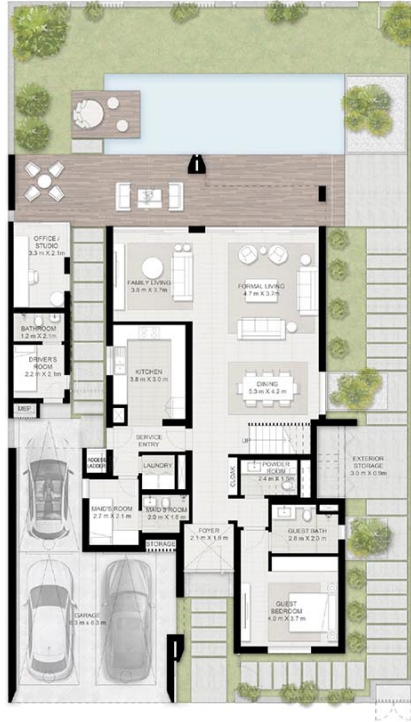 OFFICE /
STUDIO
3.3 m X 2.1m
FAMILY LIVING
3.8 m X 3.7m
FORMAL LIVING
4.7 m X 3.7m
BATHROOM
1.2 m X 2.1m
DRIVER'S
ROOM
2.2 m X 2.1m
KITCHEN
3.8 m X 3.0 m
DINING
5.3 m X 4.2 m
MEP
SERVICE
ENTRY
UP
ACCESS
LADDER
LAUNDRY
CLOAK
POWDER
ROOM
2.4 m X 1.5m
EXTERIOR
STORAGE
3.0 m X 0.9m
MAID'S ROOM
2.7 m X 2.1 m
MAID'S ROOM
2.0 m X 1.6 m
STORAGE
FOYER
2.1 m X 1.8 m
GUEST BATH
2.8 m X 2.0 m
GUEST
BEDROOM
4.0 m X 3.7 m
GARAGE
6.3 m x 6.3 m